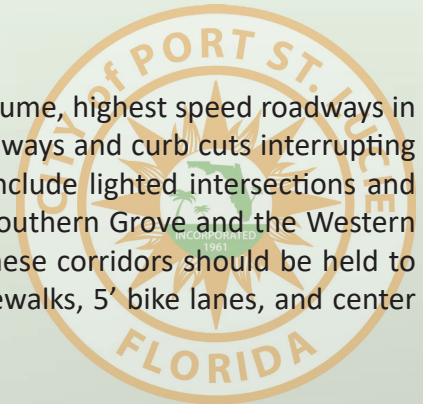 CITY of PORT ST. LUCIE
ume, highest speed roadways in
ways and curb cuts interrupting
nclude lighted intersections and
outhern Grove and the Western
INCORPORATED
1961
hese corridors should be held to
ewalks, 5' bike lanes, and center
FLORIDA